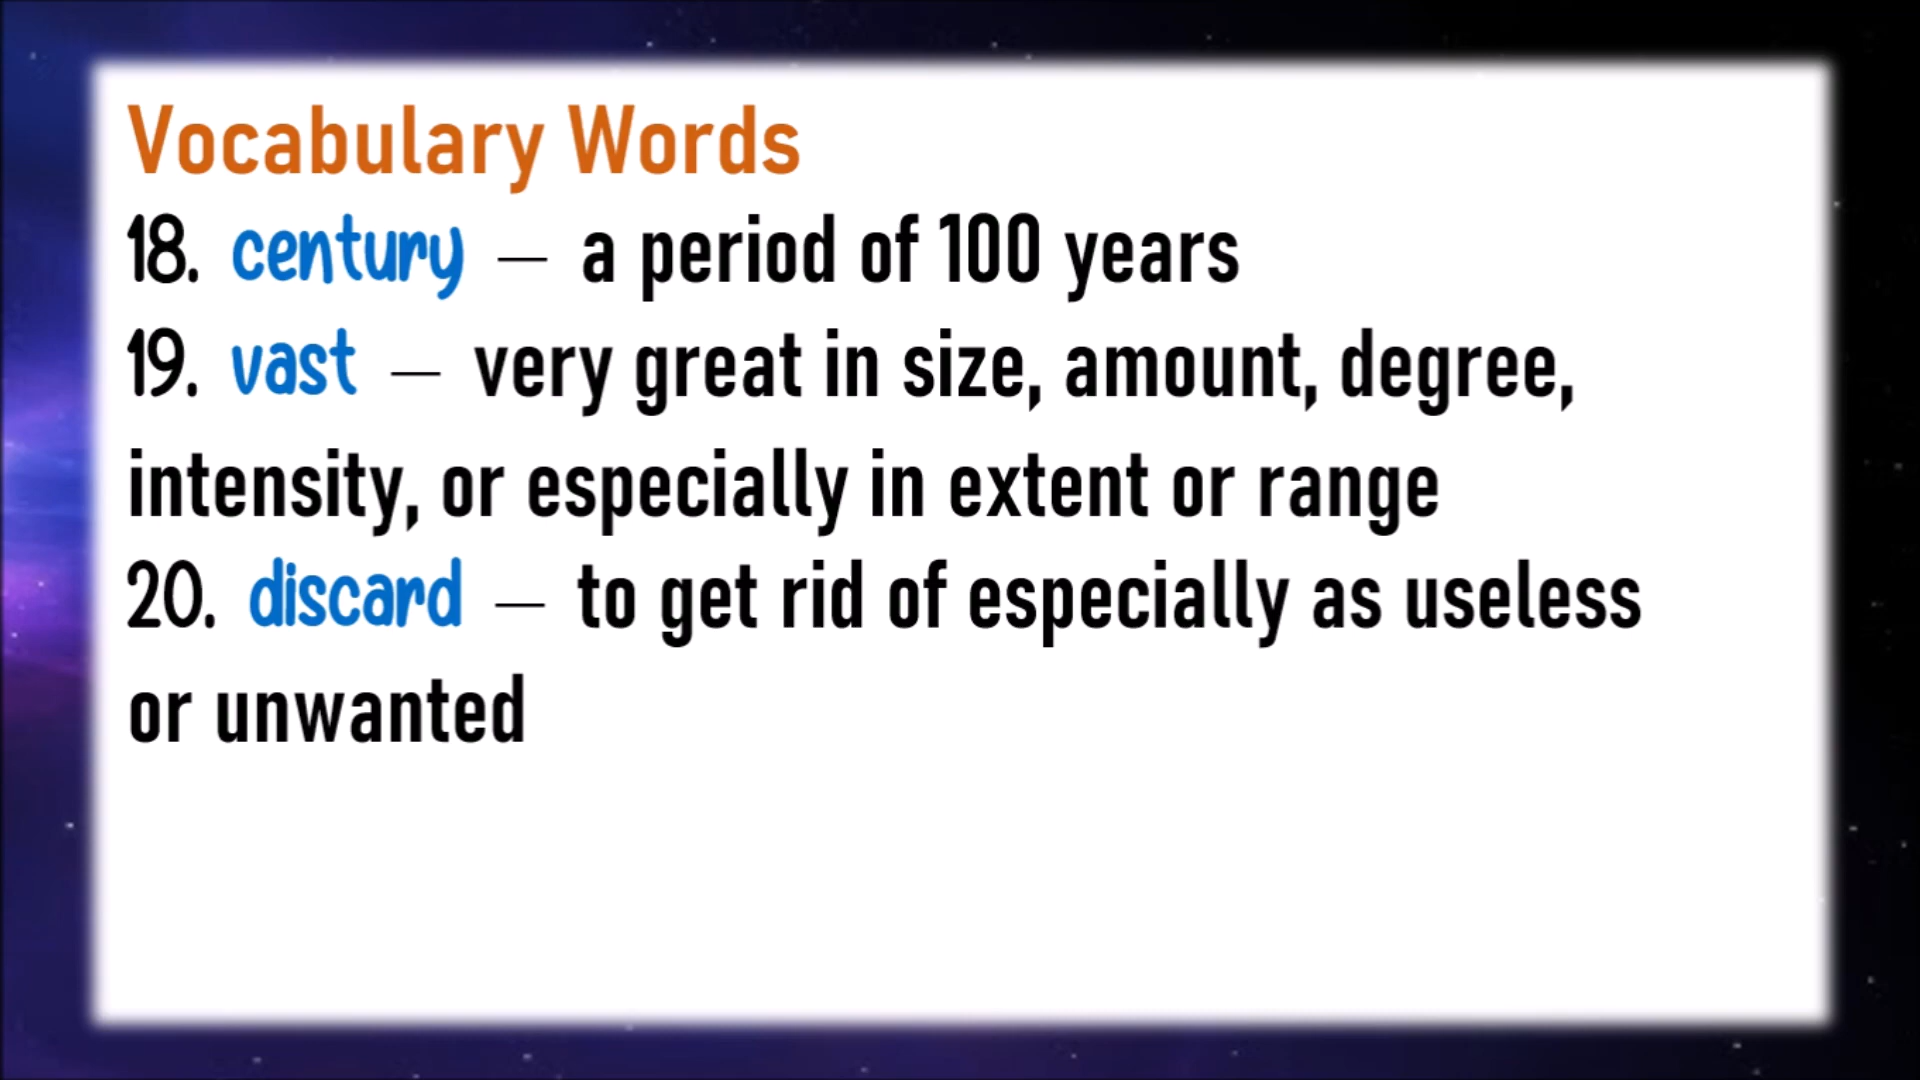 Vocabulary Words
18. century – a period of 100 years
19. vast – very great in size, amount, degree,
intensity, or especially in extent or range
20. discard – to get rid of especially as useless
or unwanted